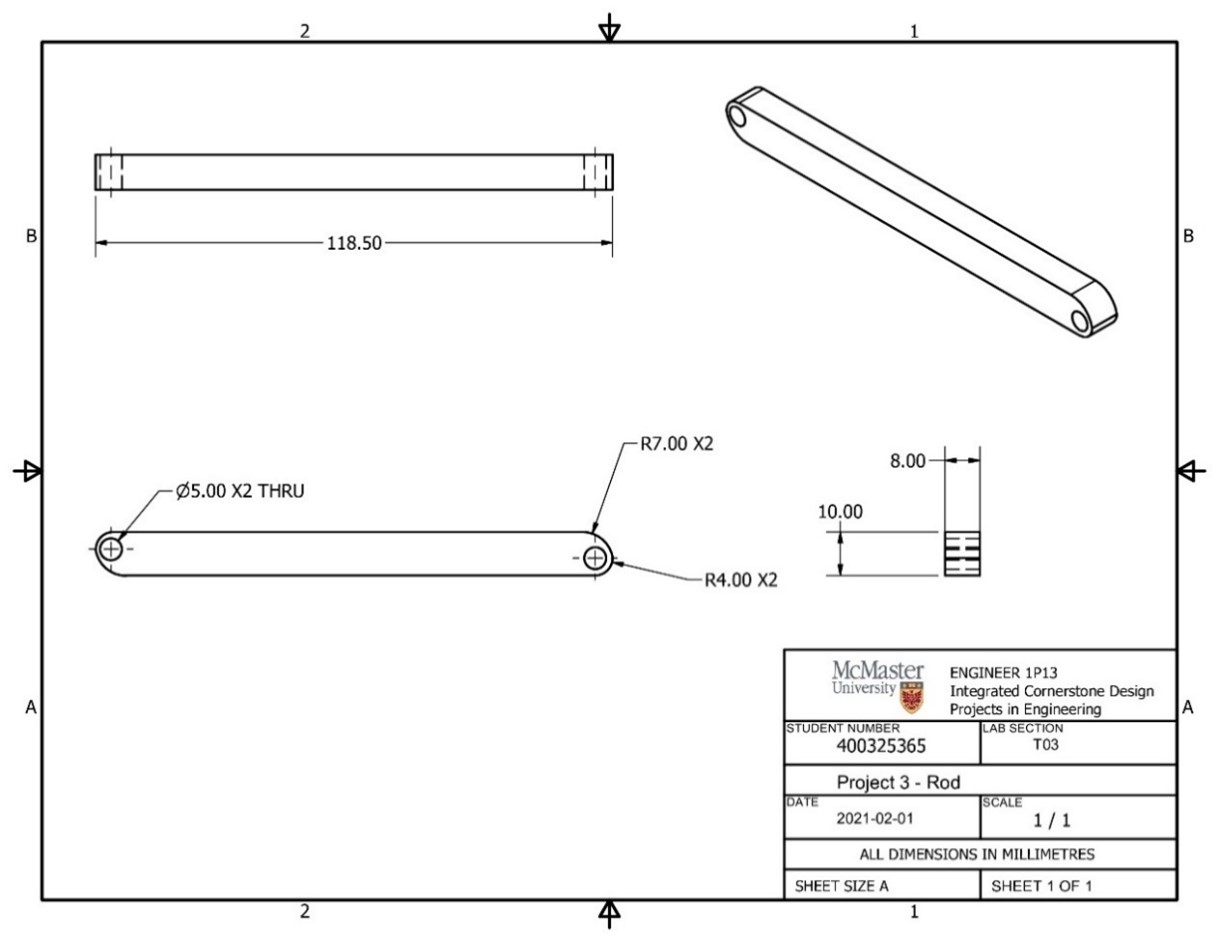 2 1
B B
118.50
R7.00 X2
8.00
Ø5.00 X2 THRU
10.00
R4.00 X2
McMaster
University
ENGINEER 1P13
Integrated Cornerstone Design
Projects in Engineering
A A
STUDENT NUMBER LAB SECTION
400325365 T03
Project 3 - Rod
DATE SCALE
2021-02-01 1 / 1
ALL DIMENSIONS IN MILLIMETRES
SHEET SIZE A SHEET 1 OF 1
2 1